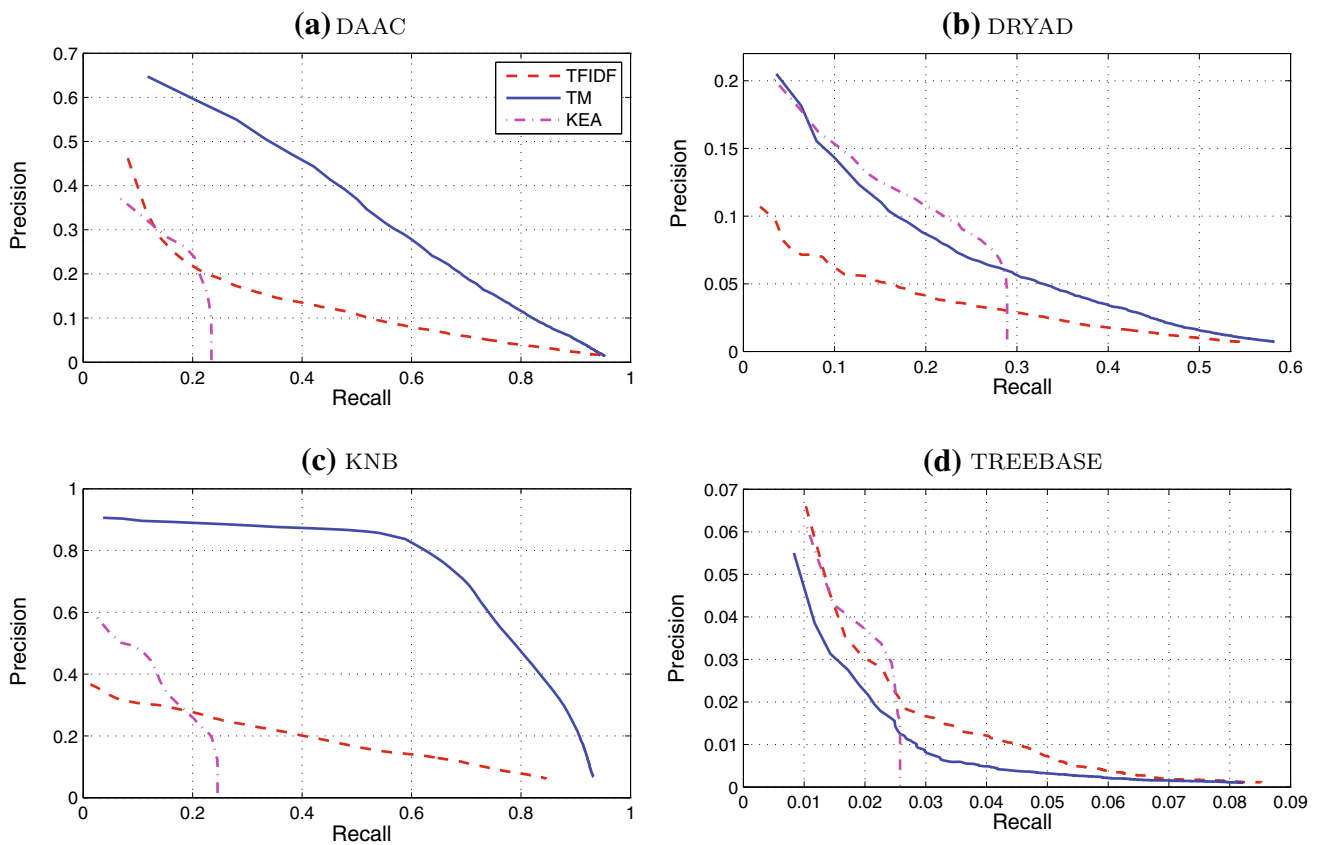 (a) DAAC
0.7
0.6
0.5
0.4
0.3
0.2
0.1
0
Precision
TFIDF
TM
KEA
0 0.2 0.4 0.6 0.8 1
Recall
(b) DRYAD
0.2
0.15
0.1
0.05
0
Precision
0.1 0.2 0.3 0.4 0.5 0.6
Recall
(c) KNB
1
0.8
0.6
0.4
0.2
0
Precision
0 0.2 0.4 0.6 0.8 1
Recall
(d) TREEBASE
0.07
0.06
0.05
0.04
0.03
0.02
0.01
0
Precision
0 0.01 0.02 0.03 0.04 0.05 0.06 0.07 0.08 0.09
Recall